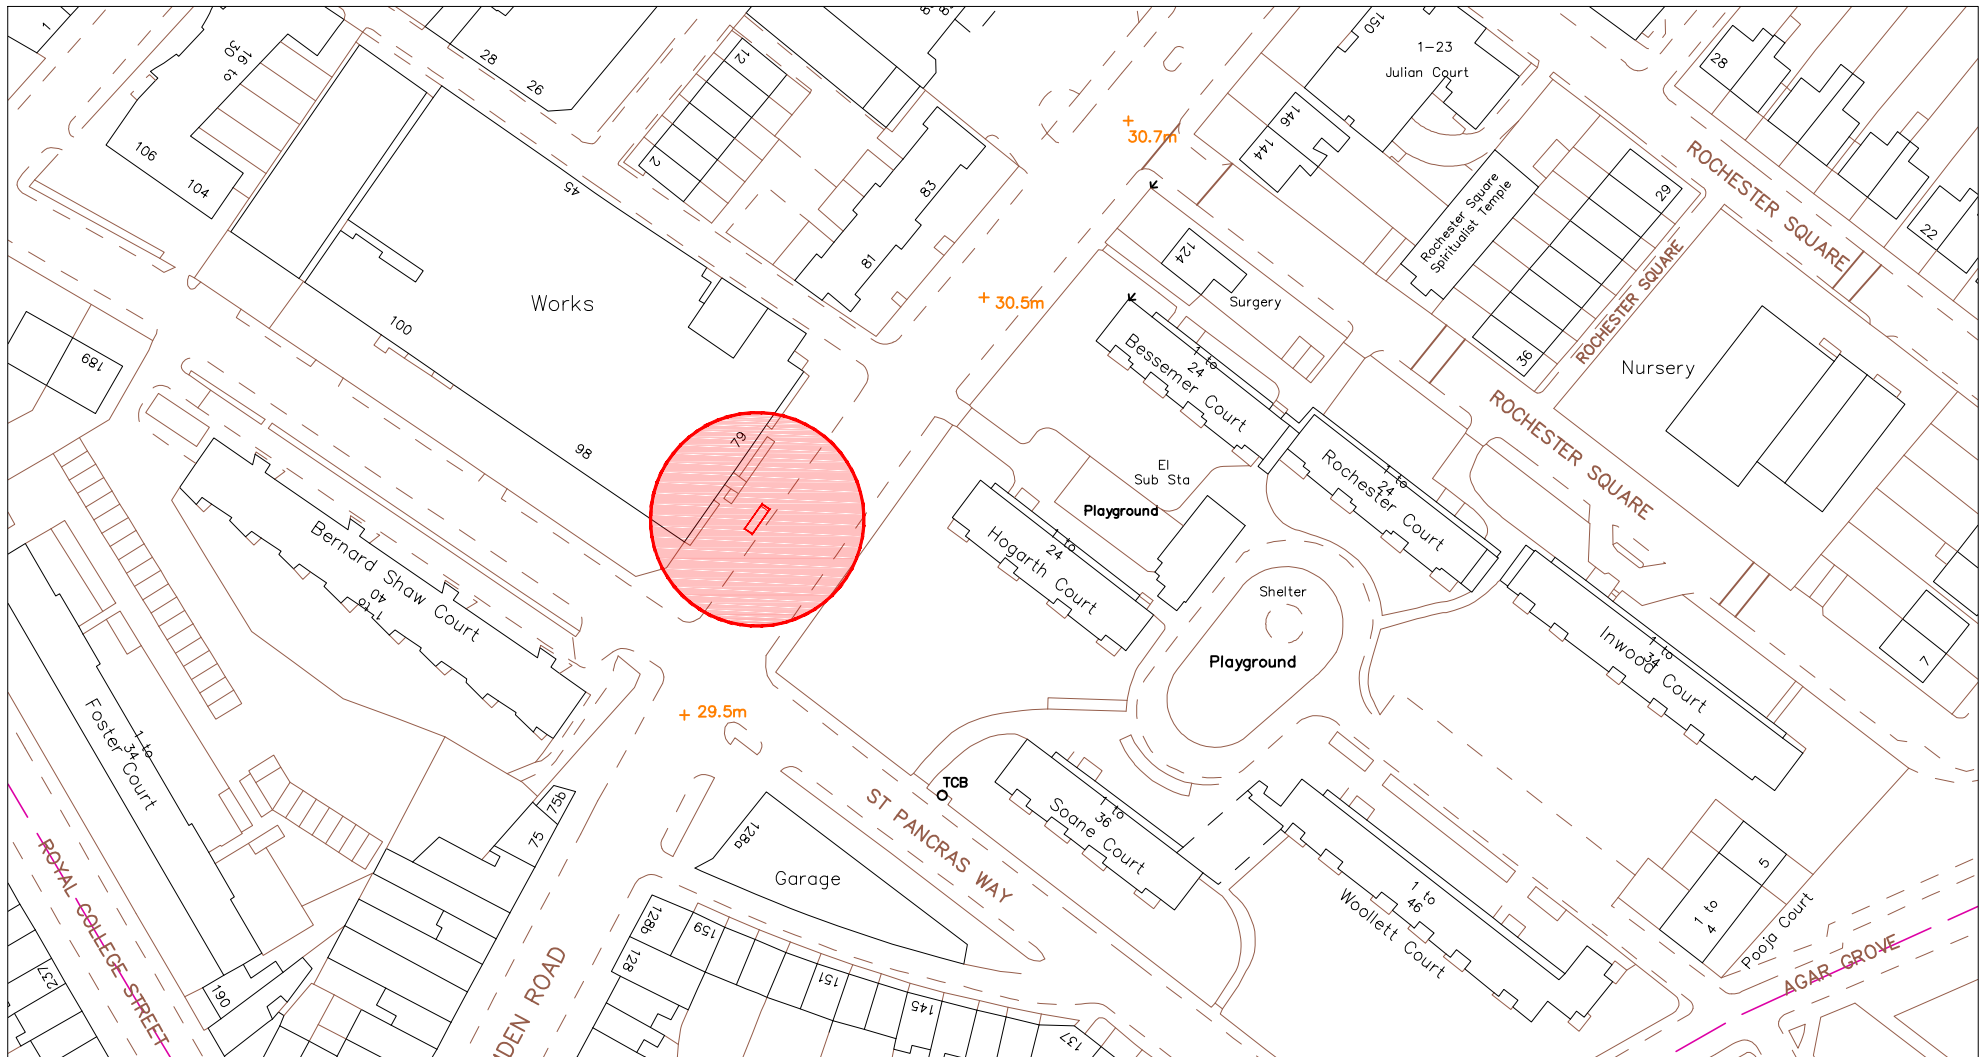 1
16 to
30
28
26
12
2
106
104
45
83
81
150
1-23
Julian Court
146
144
28
29
22
ROCHESTER SQUARE
Rochester Square
Spiritualist Temple
30.7m
124
Surgery
30.5m
Works
100
98
79
189
ROCHESTER SQUARE
36
Nursery
Bessemer Court
1 to
24
ROCHESTER SQUARE
Rochester Court
1 to
24
El
Sub Sta
Playground
Hogarth Court
1 to
24
Shelter
Playground
Inwood Court
1 to
34
7
Bernard Shaw Court
1 to
40
Foster Court
1 to
34
29.5m
TCB
ST PANCRAS WAY
Soane Court
1 to
36
Woollett Court
1 to
46
75b
75
128a
Garage
128b
128
159
151
145
137
5
1 to
4
Pooja Court
AGAR GROVE
ROYAL COLLEGE STREET
237
190
DEN ROAD